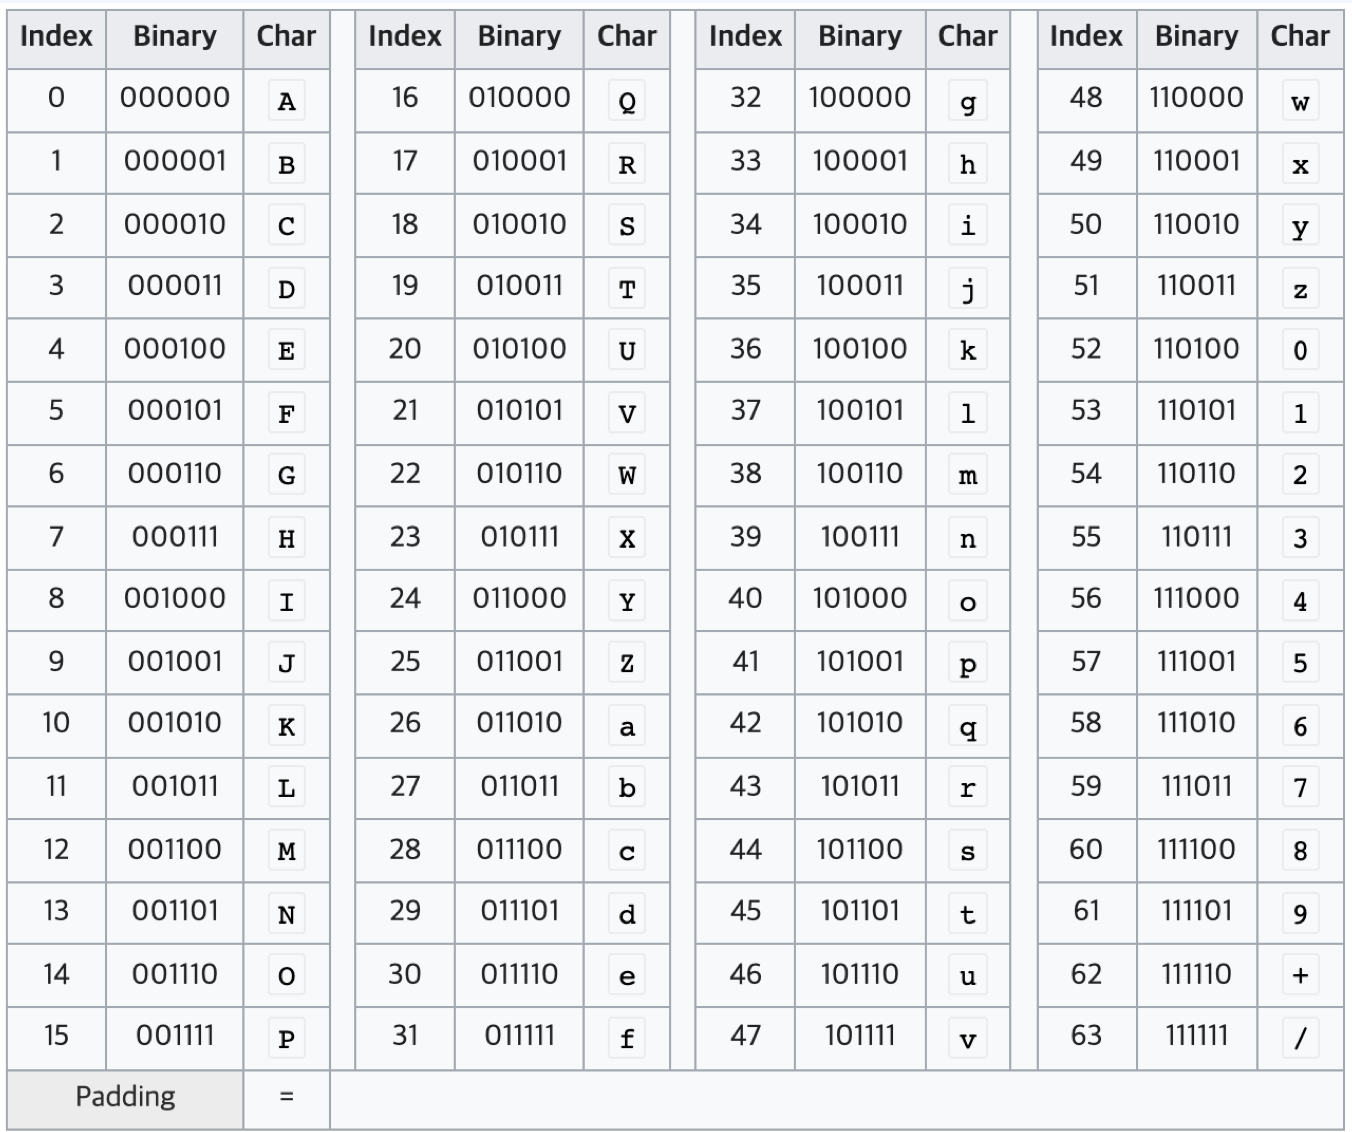 Index Binary Char Index Binary Char Index Binary Char Index Binary Char
0 000000 A 16 010000 Q 32 100000 g 48 110000 w
1 000001 B 17 010001 R 33 100001 h 49 110001 x
2 000010 C 18 010010 S 34 100010 i 50 110010 y
3 000011 D 19 010011 T 35 100011 j 51 110011 z
4 000100 E 20 010100 U 36 100100 k 52 110100 0
5 000101 F 21 010101 V 37 100101 l 53 110101 1
6 000110 G 22 010110 W 38 100110 m 54 110110 2
7 000111 H 23 010111 X 39 100111 n 55 110111 3
8 001000 I 24 011000 Y 40 101000 o 56 111000 4
9 001001 J 25 011001 Z 41 101001 p 57 111001 5
10 001010 K 26 011010 a 42 101010 q 58 111010 6
11 001011 L 27 011011 b 43 101011 r 59 111011 7
12 001100 M 28 011100 c 44 101100 s 60 111100 8
13 001101 N 29 011101 d 45 101101 t 61 111101 9
14 001110 O 30 011110 e 46 101110 u 62 111110 +
15 001111 P 31 011111 f 47 101111 v 63 111111 /
Padding =